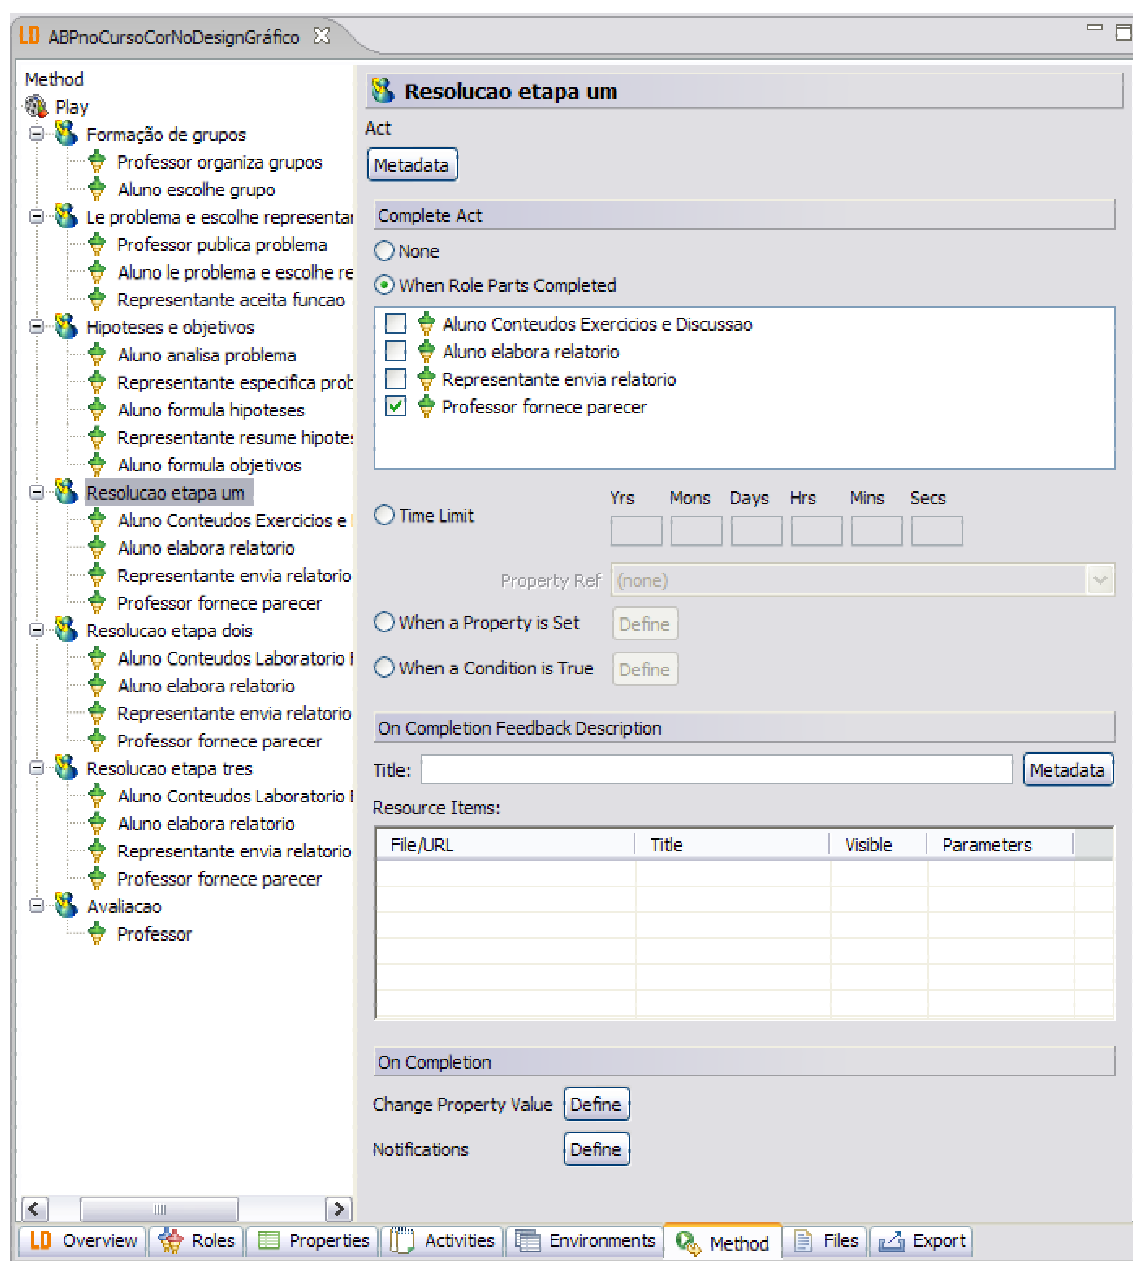 LD ABPnoCursoCorNoDesignGráfico
Method
Play
Formação de grupos
Professor organiza grupos
Aluno escolhe grupo
Le problema e escolhe representar
Professor publica problema
Aluno le problema e escolhe re
Representante aceita funcao
Hipoteses e objetivos
Aluno analisa problema
Representante especifica prob
Aluno formula hipoteses
Representante resume hipotes
Aluno formula objetivos
Resolucao etapa um
Aluno Conteudos Exercicios e
Aluno elabora relatorio
Representante envia relatorio
Professor fornece parecer
Resolucao etapa dois
Aluno Conteudos Laboratorio
Aluno elabora relatorio
Representante envia relatorio
Professor fornece parecer
Resolucao etapa tres
Aluno Conteudos Laboratorio
Aluno elabora relatorio
Representante envia relatorio
Professor fornece parecer
Avaliacao
Professor
Resolucao etapa um
Act
Metadata
Complete Act
None
When Role Parts Completed
Aluno Conteudos Exercicios e Discussao
Aluno elabora relatorio
Representante envia relatorio
Professor fornece parecer
Yrs Mons Days Hrs Mins Secs
Time Limit
Property Ref (none)
When a Property is Set Define
When a Condition is True Define
On Completion Feedback Description
Title: Metadata
Resource Items:
File/URL Title Visible Parameters
On Completion
Change Property Value Define
Notifications Define
LD Overview Roles Properties Activities Environments Method Files Export